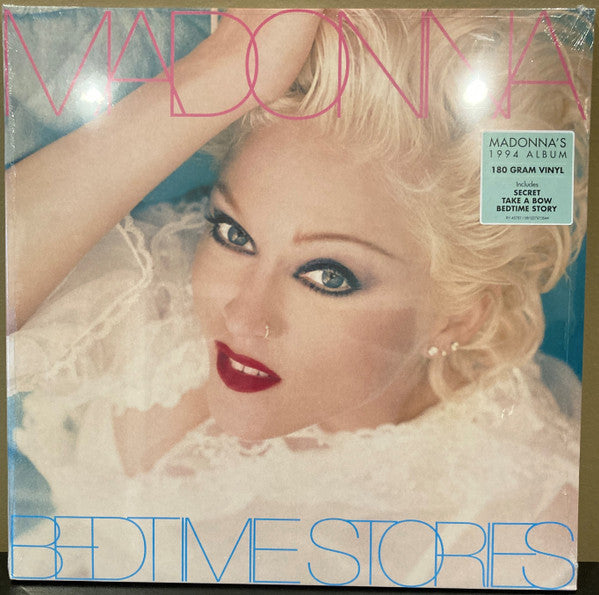 MADONNA
MADONNA'S
1994 ALBUM
180 GRAM VINYL
Includes
SECRET
TAKE A BOW
BEDTIME STORY
BEDTIME STORIES